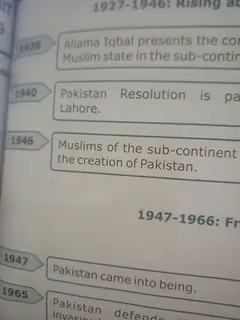 1927-1946: Rising a
1930
Allama Iqbal presents the con
Muslim state in the sub-contin
1940
Pakistan Resolution is pa
Lahore.
1946
Muslims of the sub-continent
the creation of Pakistan.
1947-1966: Fr
1947
Pakistan came into being.
1965
Pakistan defends